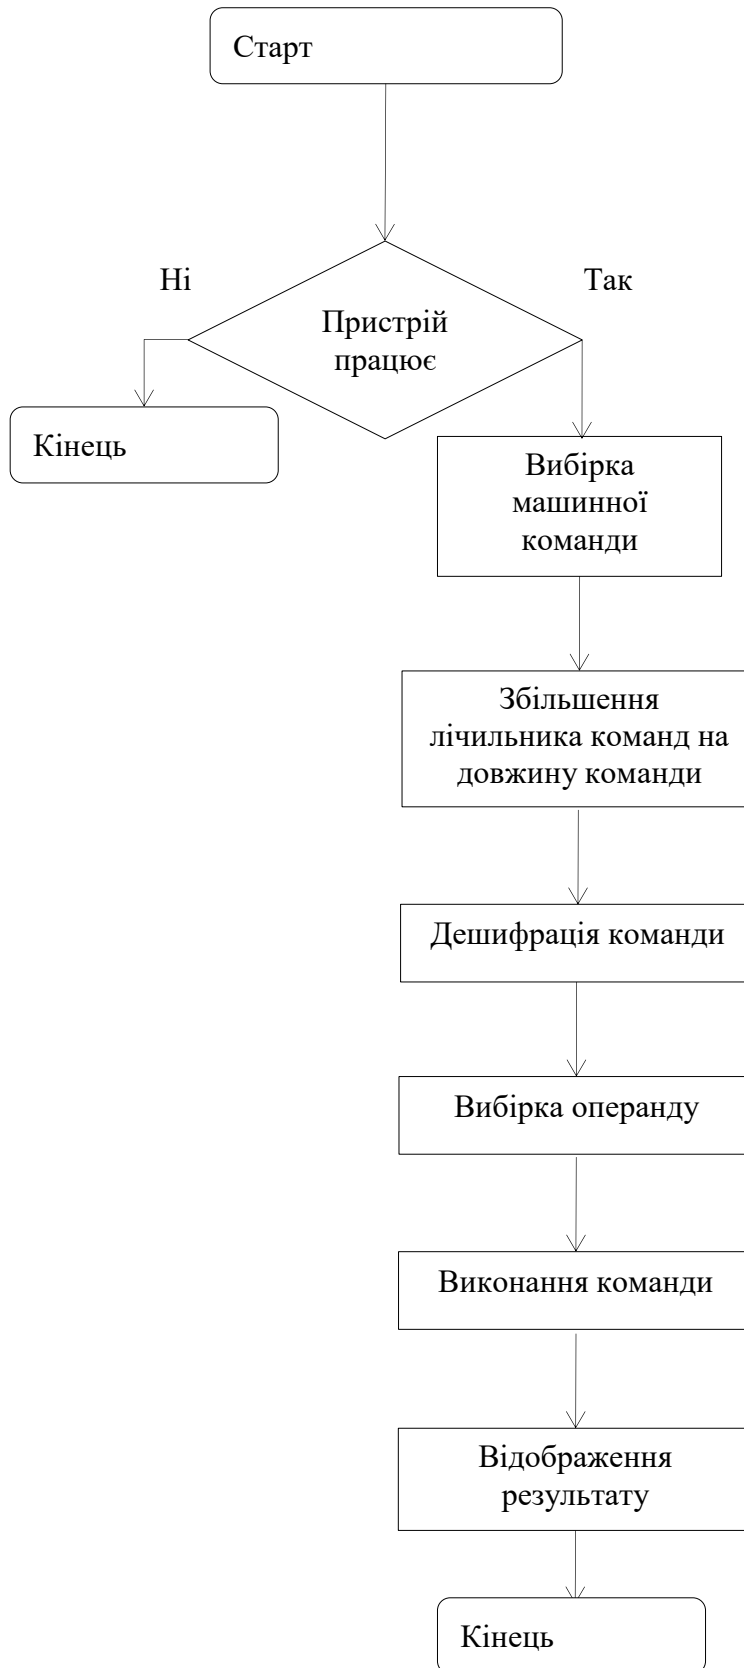 Старт
Ні
Так
Пристрій
працює
Кінець
Вибірка
машинної
команди
Збільшення
лічильника команд на
довжину команди
Дешифрація команди
Вибірка операнду
Виконання команди
Відображення
результату
Кінець